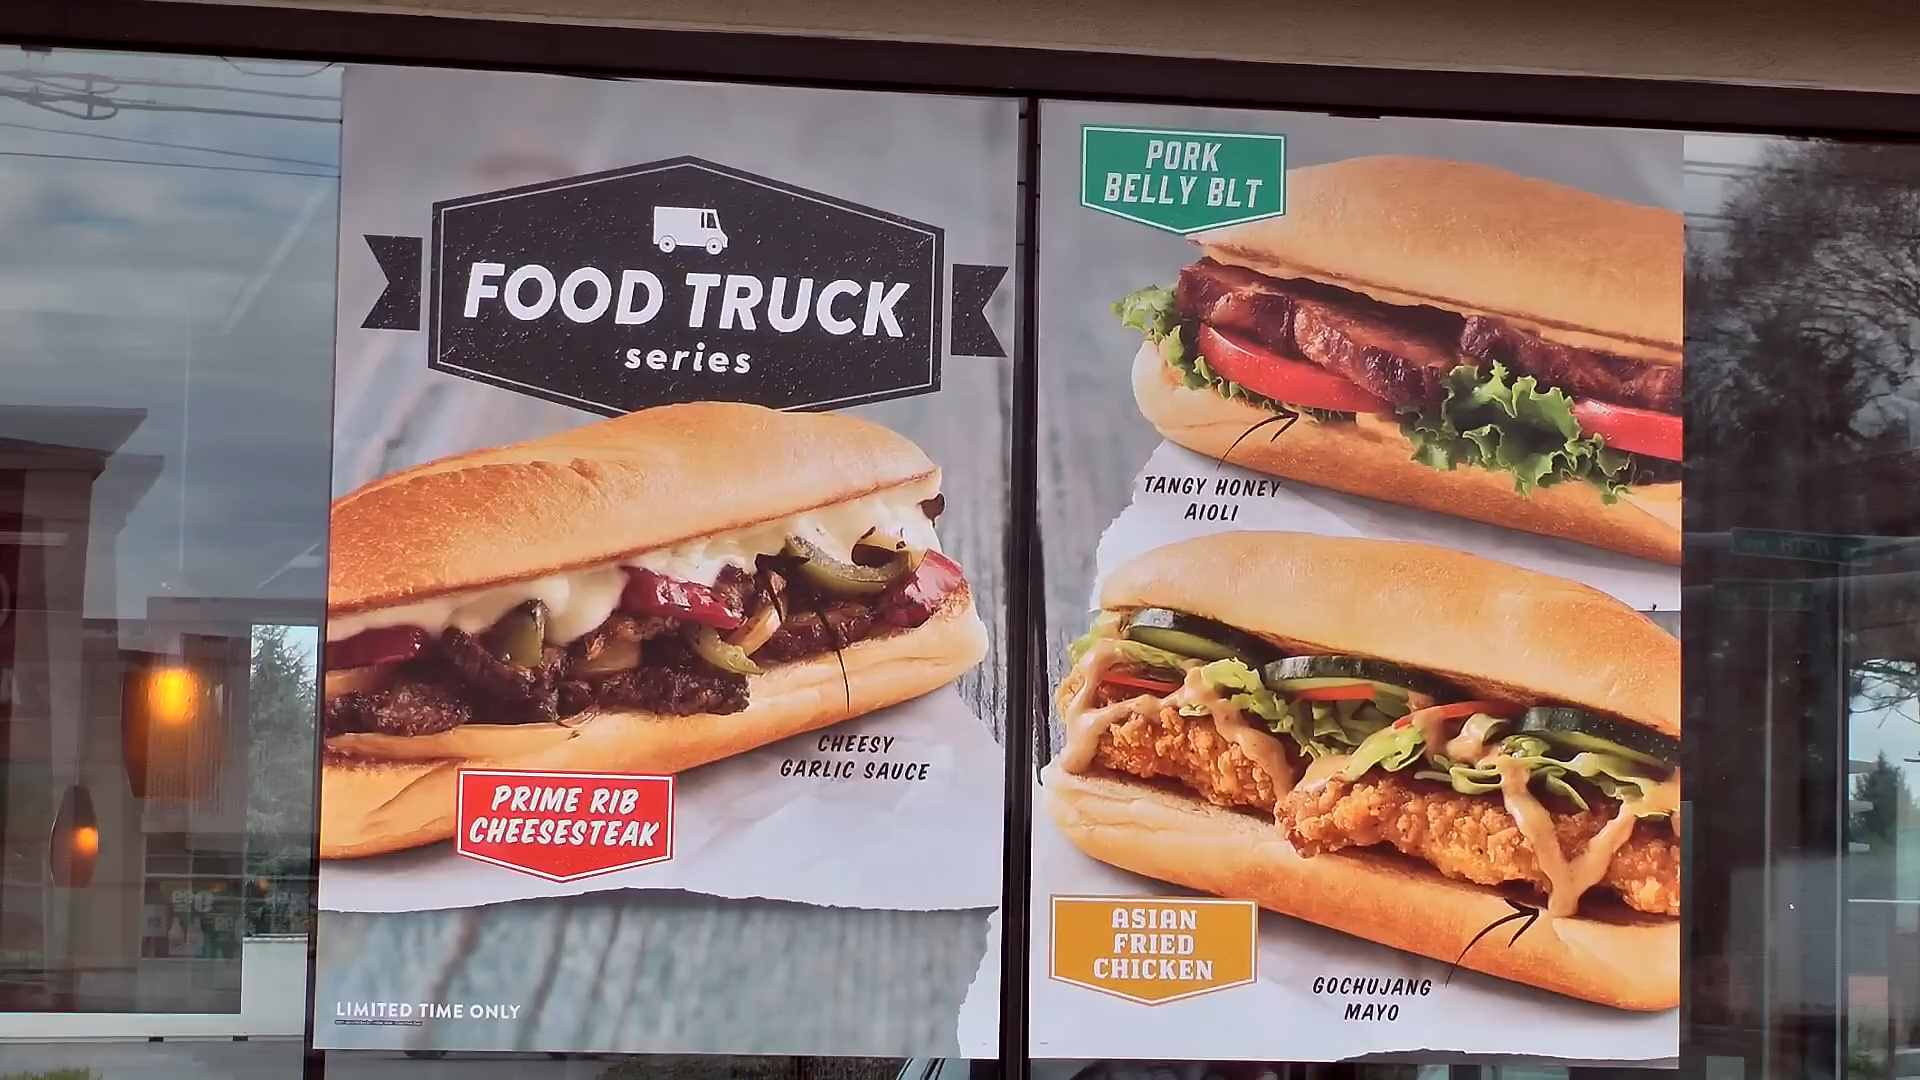 FOOD TRUCK
series
CHEESY
GARLIC SAUCE
PRIME RIB
CHEESESTEAK
LIMITED TIME ONLY
PORK
BELLY BLT
TANGY HONEY
AIOLI
ASIAN
FRIED
CHICKEN
GOCHUJANG
MAYO